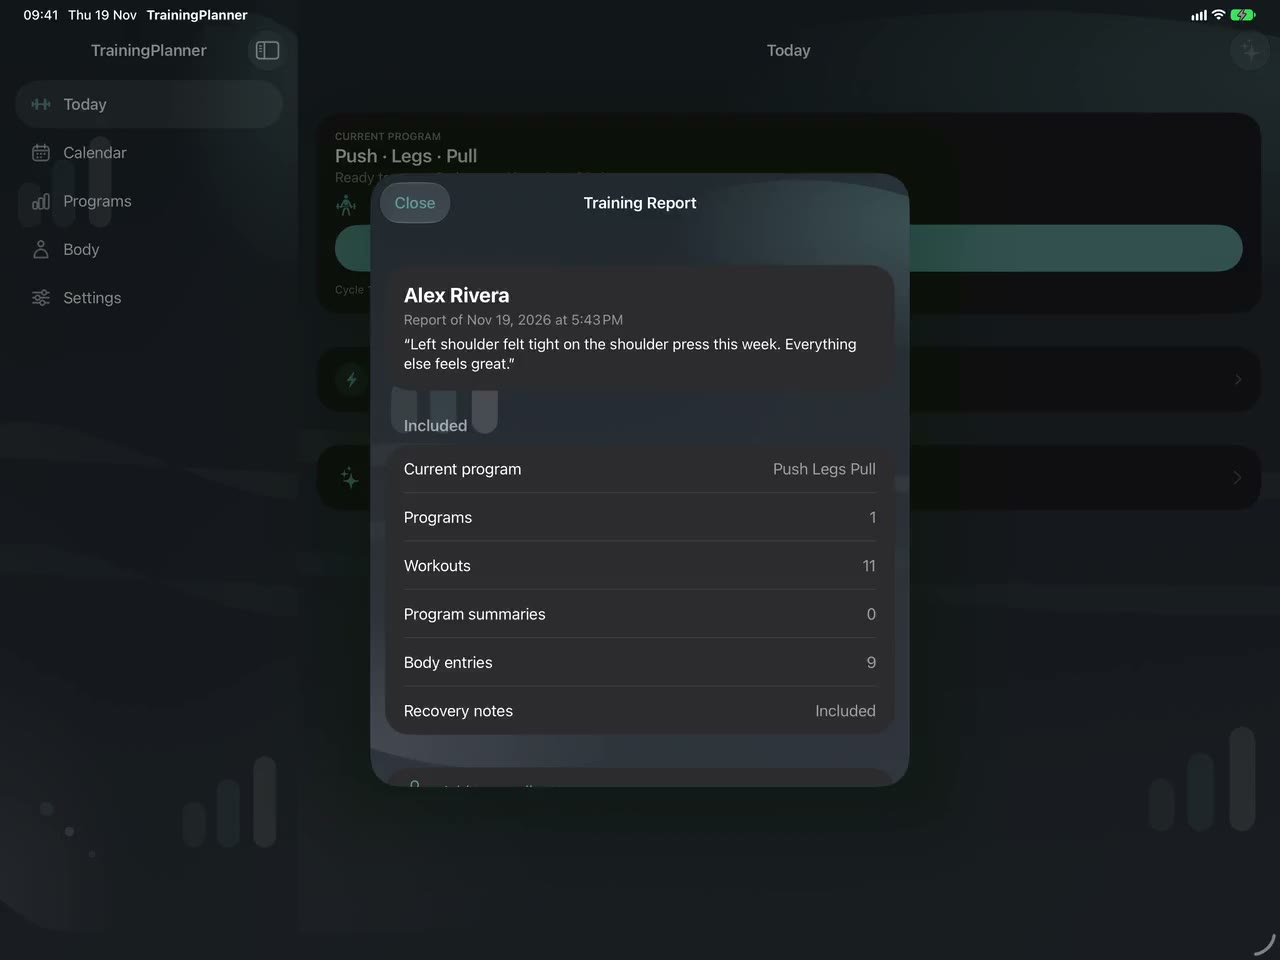 09:41 Thu 19 Nov TrainingPlanner
TrainingPlanner
Today
Today
Calendar
Programs
Body
Settings
CURRENT PROGRAM
Push · Legs · Pull
Ready
Cycle
Close
Training Report
Alex Rivera
Report of Nov 19, 2026 at 5:43 PM
“Left shoulder felt tight on the shoulder press this week. Everything
else feels great.”
Included
Current program Push Legs Pull
Programs 1
Workouts 11
Program summaries 0
Body entries 9
Recovery notes Included